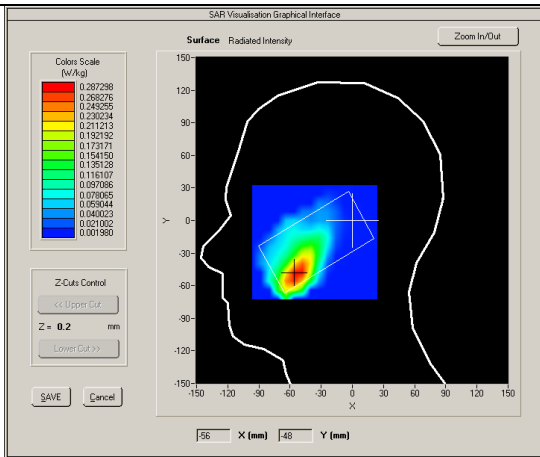 SAR Visualisation Graphical Interface
Surface Radiated Intensity
Zoom In/Out
Colors Scale
(W/kg)
0.287298
0.268276
0.249255
0.230234
0.211213
0.192192
0.173171
0.154150
0.135128
0.116107
0.097086
0.078065
0.059044
0.040023
0.021002
0.001980
Z-Cuts Control
<< Upper Cut
Z = 0.2 mm
Lower Cut >>
SAVE Cancel
150
120
90
60
30
0
-30
-60
-90
-120
-150
Y
-150 -120 -90 -60 -30 0 30 60 90 120 150
X
-56 X (mm) -48 Y (mm)